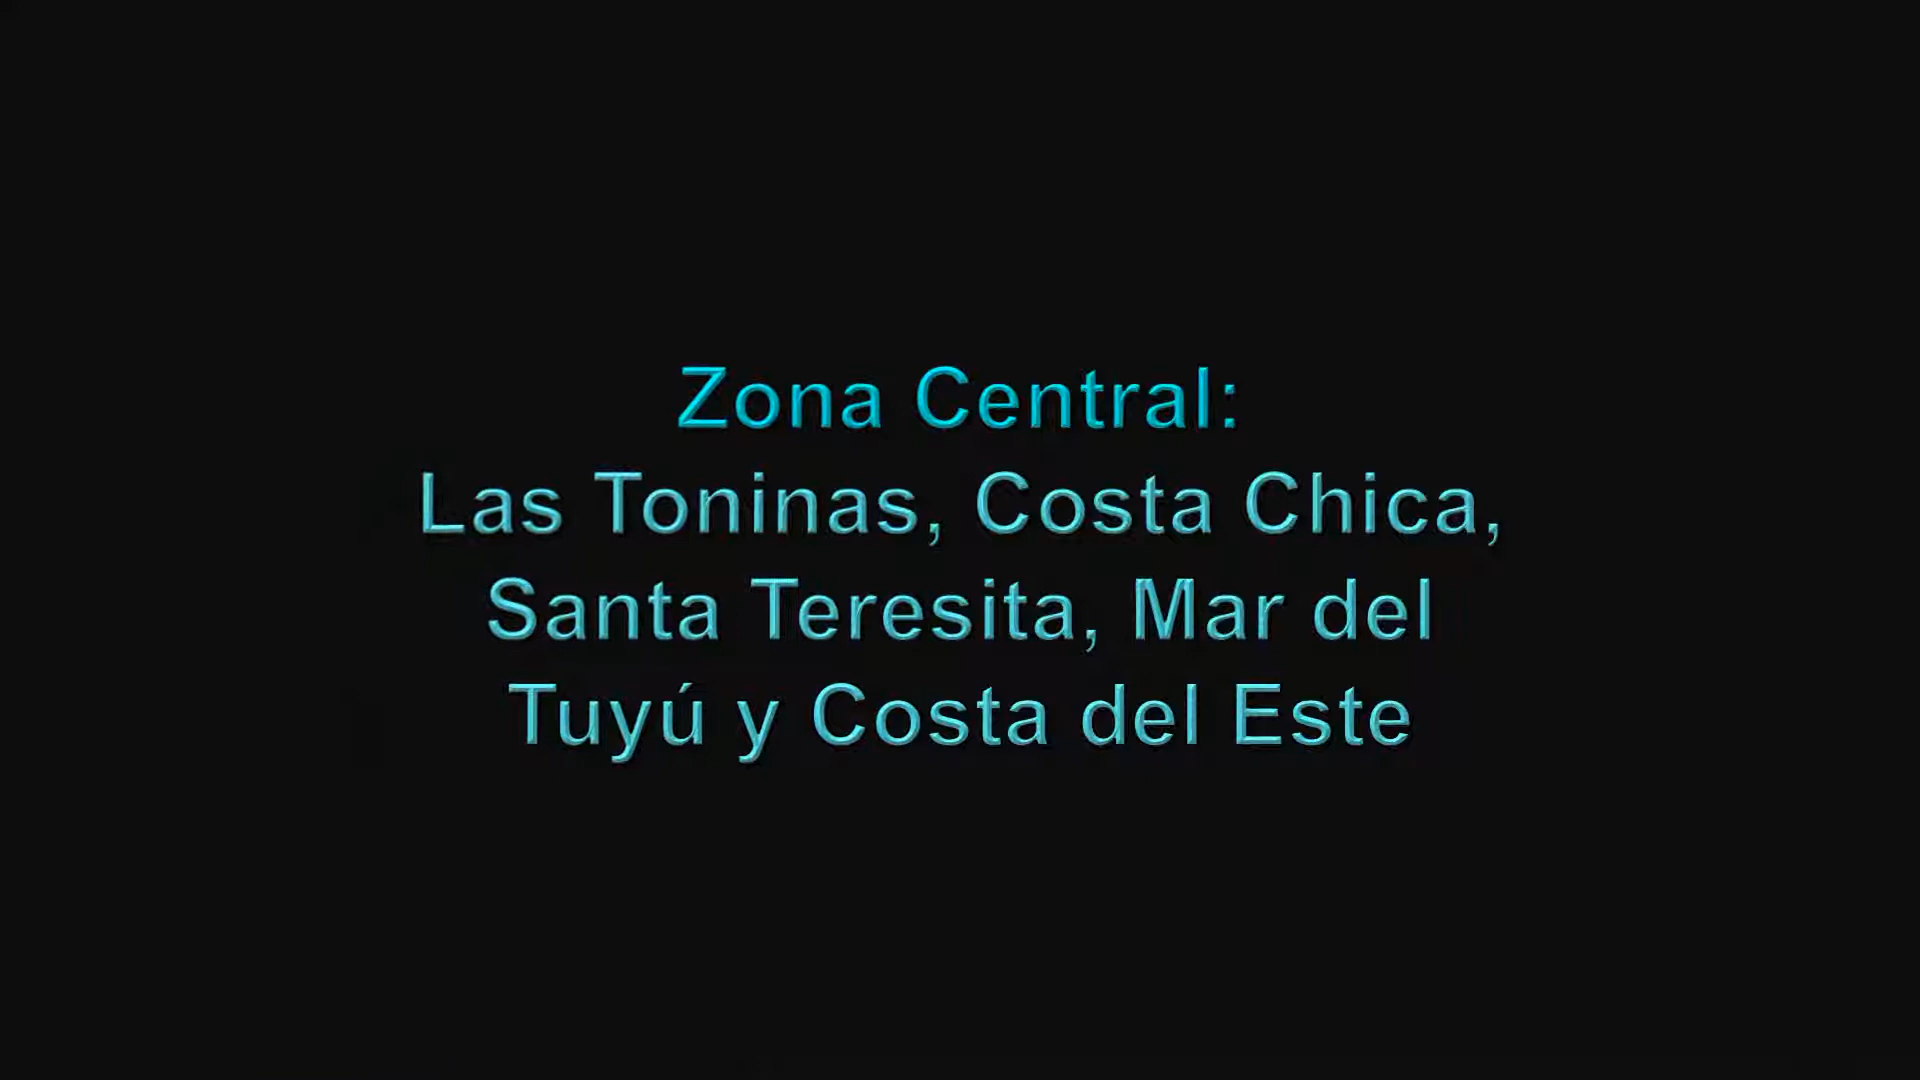 Zona Central:
Las Toninas, Costa Chica,
Santa Teresita, Mar del
Tuyú y Costa del Este